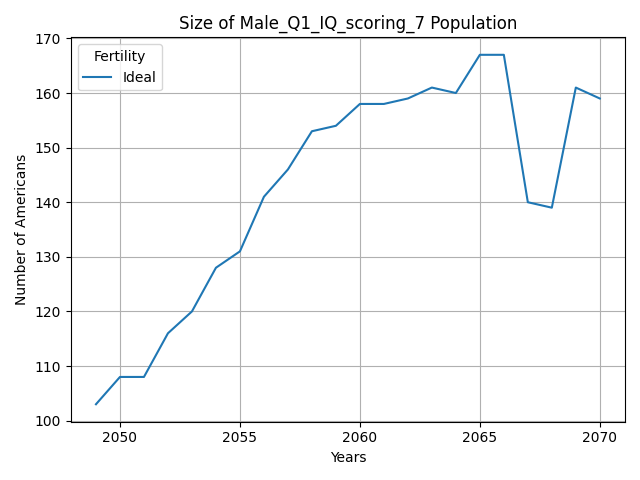 Size of Male_Q1_IQ_scoring_7 Population
Fertility
Ideal
Number of Americans
170
160
150
140
130
120
110
100
2050
2055
2060
2065
2070
Years